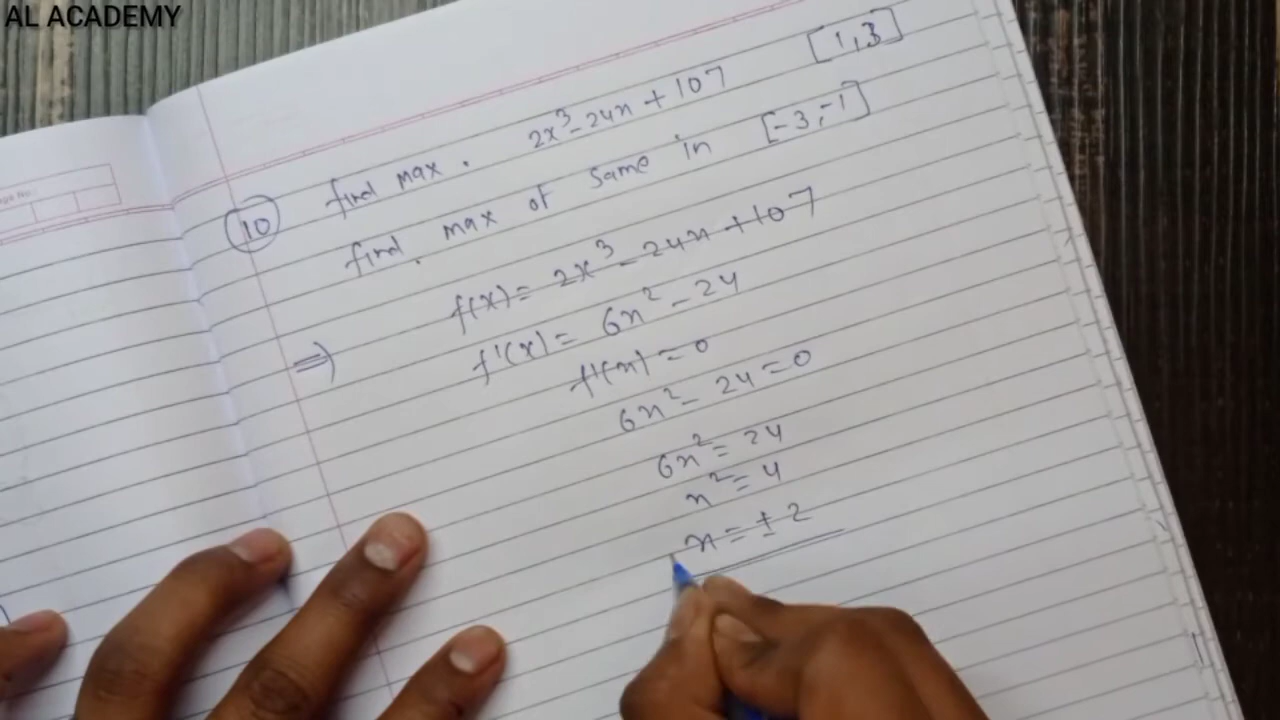 AL ACADEMY
⑩ find max. 2x³-24x+107 [1,3]
find. max of same in [-3,-1]
⇒) f(x)= 2x³-24x+107
f'(x)= 6x²-24
f'(x)=0
6x²-24=0
6x²=24
x²=4
x=±2